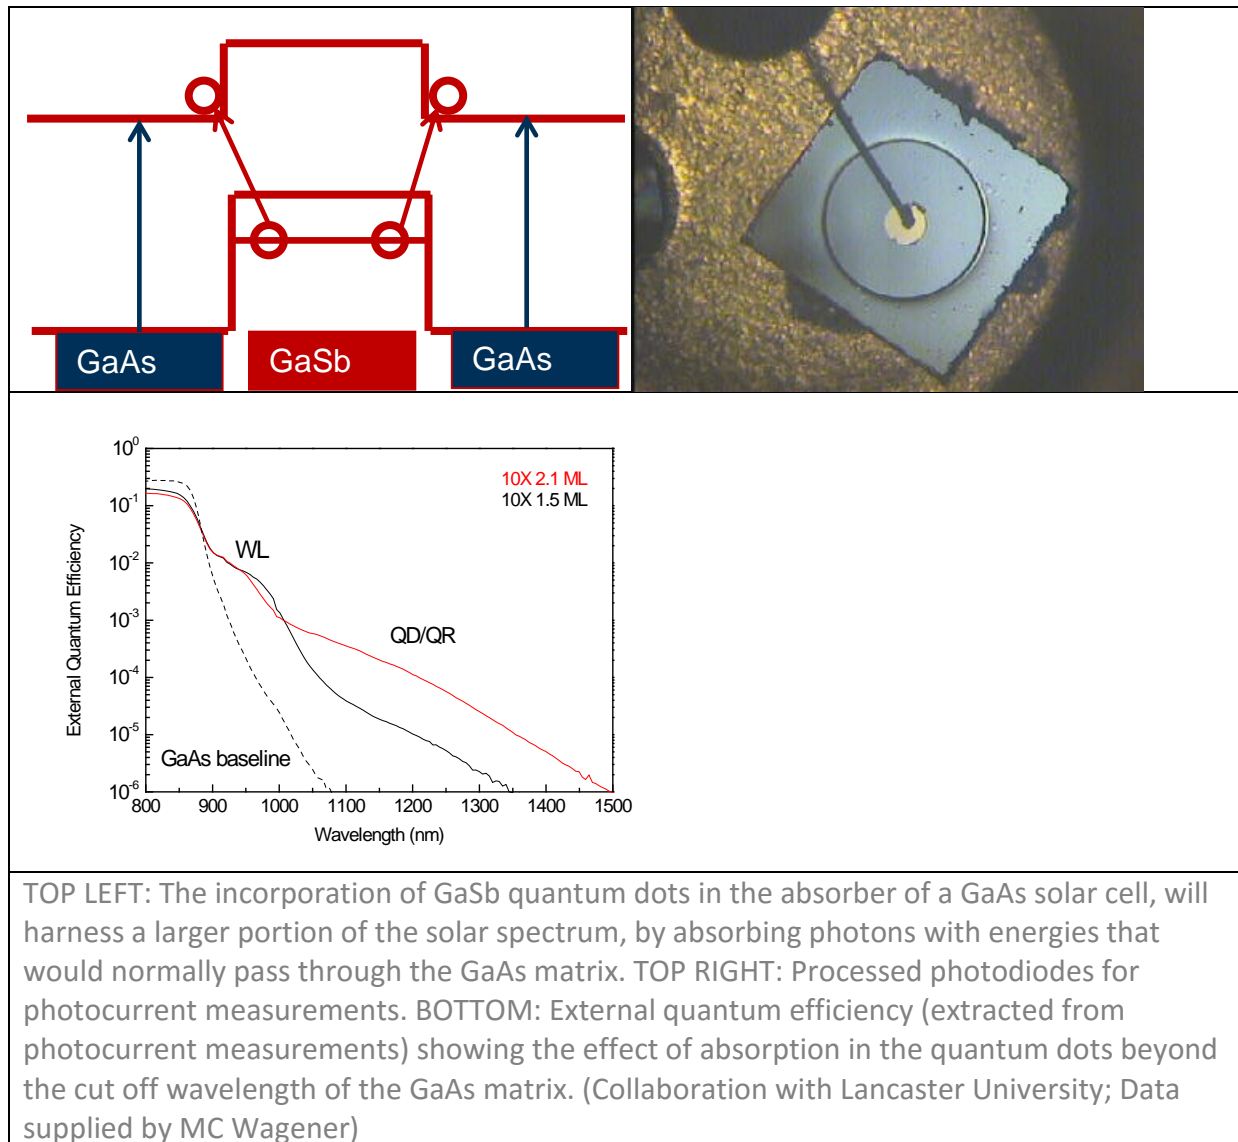 GaAs
GaSb
GaAs
10⁰
10⁻¹
10⁻²
10⁻³
10⁻⁴
10⁻⁵
10⁻⁶
External Quantum Efficiency
10X 2.1 ML
10X 1.5 ML
WL
QD/QR
GaAs baseline
800 900 1000 1100 1200 1300 1400 1500
Wavelength (nm)
TOP LEFT: The incorporation of GaSb quantum dots in the absorber of a GaAs solar cell, will
harness a larger portion of the solar spectrum, by absorbing photons with energies that
would normally pass through the GaAs matrix. TOP RIGHT: Processed photodiodes for
photocurrent measurements. BOTTOM: External quantum efficiency (extracted from
photocurrent measurements) showing the effect of absorption in the quantum dots beyond
the cut off wavelength of the GaAs matrix. (Collaboration with Lancaster University; Data
supplied by MC Wagener)